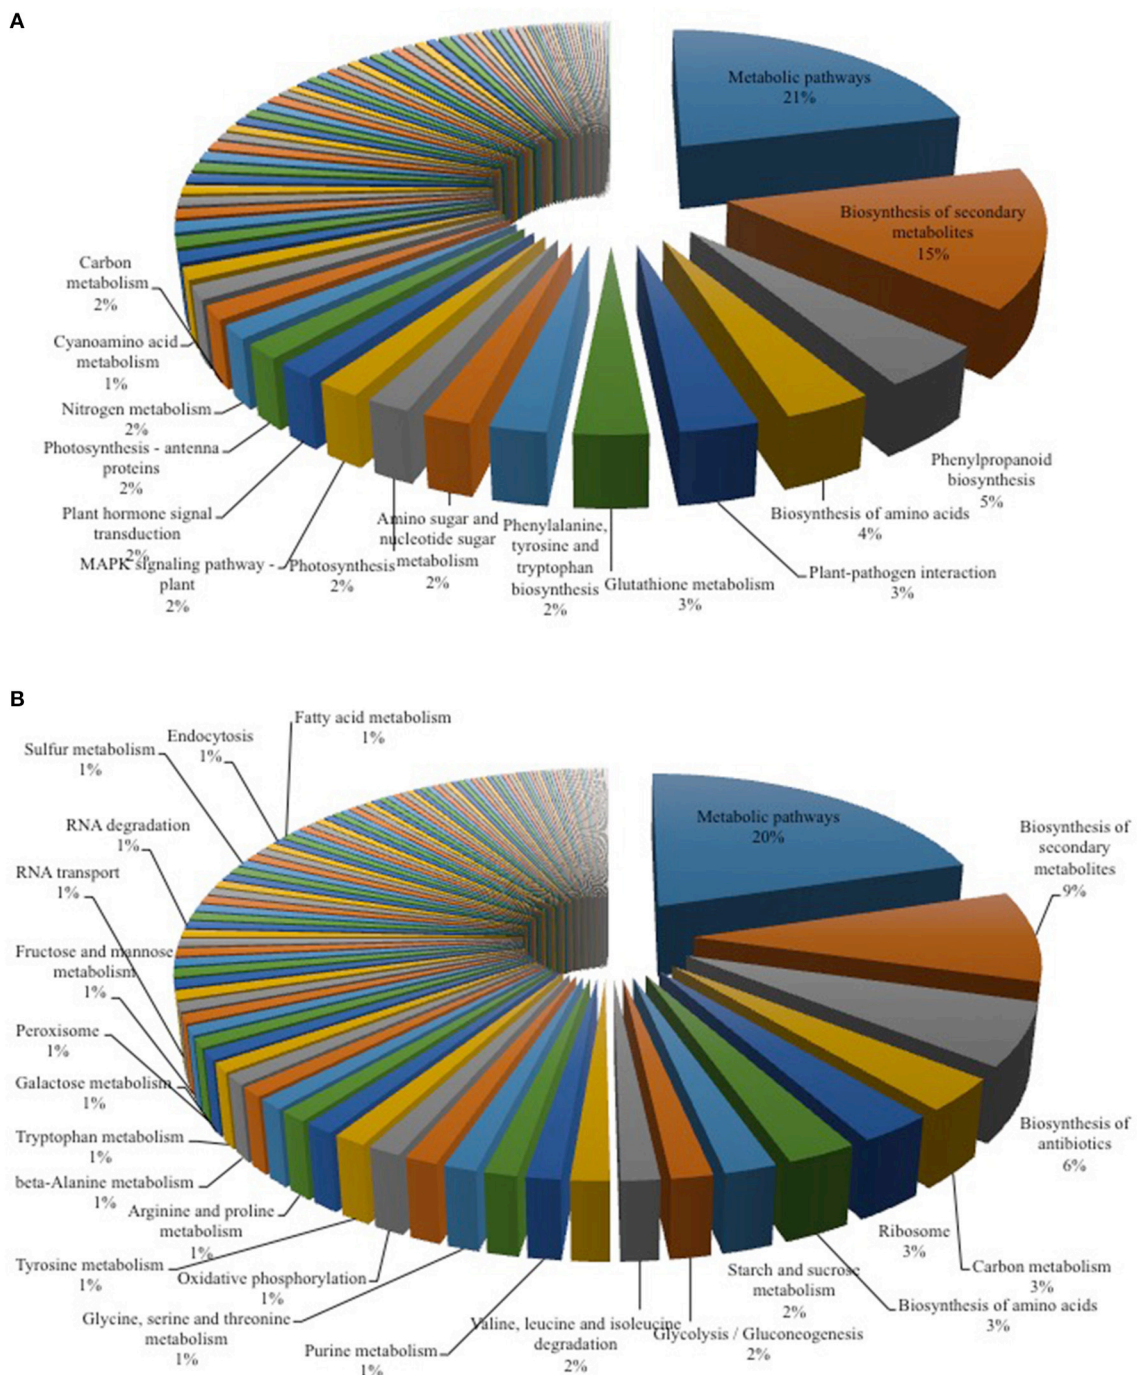 A
Metabolic pathways
21%
Biosynthesis of secondary
metabolites
15%
Carbon
metabolism
2%
Cyanoamino acid
metabolism
1%
Nitrogen metabolism
2%
Photosynthesis - antenna
proteins
2%
Plant hormone signal
transduction
2%
MAPK signaling pathway -
plant
2%
Photosynthesis
2%
Amino sugar and
nucleotide sugar
metabolism
2%
Phenylalanine,
tyrosine and
tryptophan
biosynthesis
2%
Glutathione metabolism
3%
Plant-pathogen interaction
3%
Biosynthesis of amino acids
4%
Phenylpropanoid
biosynthesis
5%
B
Fatty acid metabolism
1%
Endocytosis
1%
Sulfur metabolism
1%
RNA degradation
1%
RNA transport
1%
Fructose and mannose
metabolism
1%
Peroxisome
1%
Galactose metabolism
1%
Tryptophan metabolism
1%
beta-Alanine metabolism
1%
Arginine and proline
metabolism
1%
Tyrosine metabolism
1%
Oxidative phosphorylation
1%
Glycine, serine and threonine
metabolism
1%
Purine metabolism
1%
Valine, leucine and isoleucine
degradation
2%
Glycolysis / Gluconeogenesis
2%
Starch and sucrose
metabolism
2%
Biosynthesis of amino acids
3%
Carbon metabolism
3%
Ribosome
3%
Biosynthesis of
antibiotics
6%
Biosynthesis of
secondary
metabolites
9%
Metabolic pathways
20%